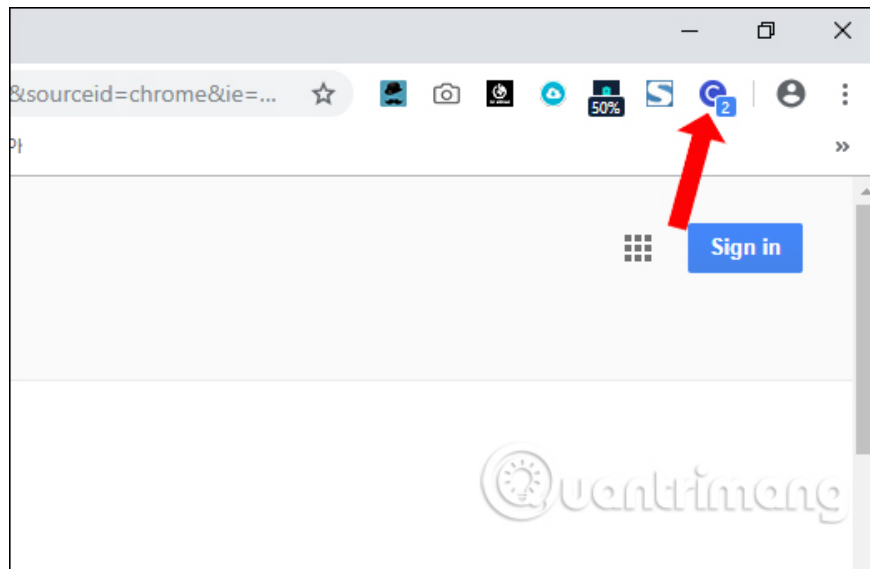 &sourceid=chrome&ie=...
50%
2
아
Sign in
Quantrimang